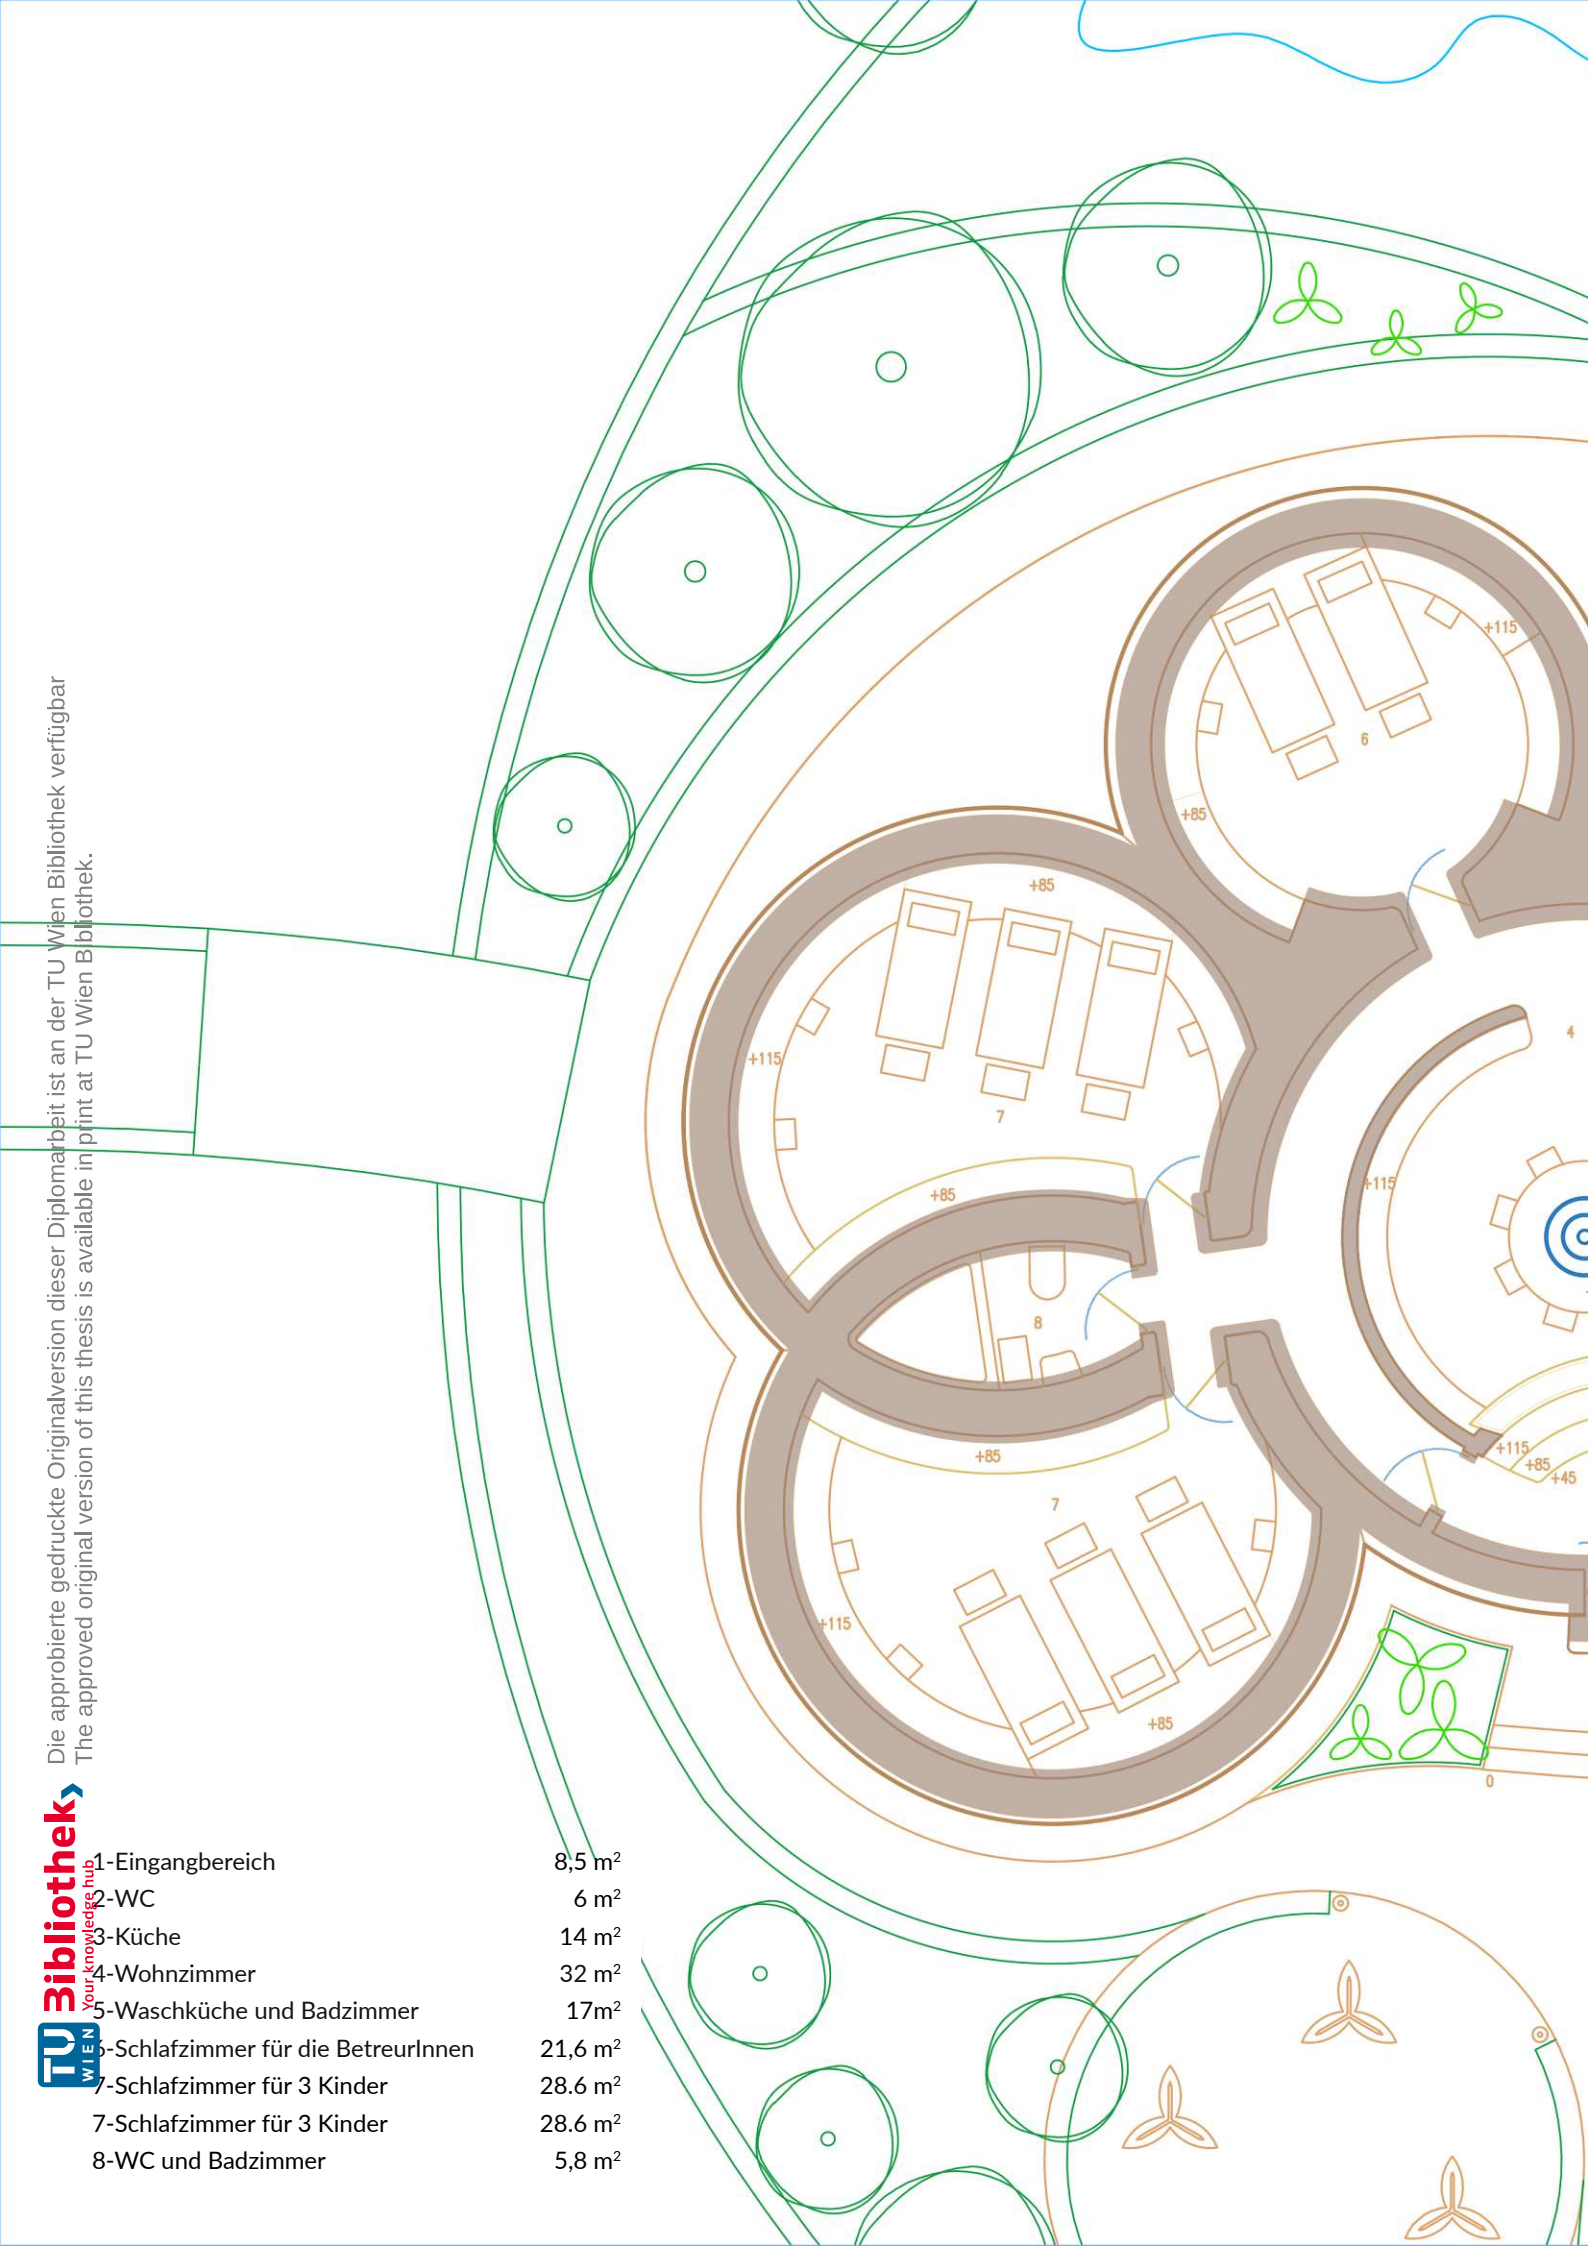 +115
6
+85
+85
+115
7
4
+115
+85
8
+85
7
+115
+85
+45
+115
+85
0
1-Eingangbereich 8,5 m²
2-WC 6 m²
3-Küche 14 m²
4-Wohnzimmer 32 m²
5-Waschküche und Badzimmer 17m²
6-Schlafzimmer für die BetreurInnen 21,6 m²
7-Schlafzimmer für 3 Kinder 28.6 m²
7-Schlafzimmer für 3 Kinder 28.6 m²
8-WC und Badzimmer 5,8 m²
Die approbierte gedruckte Originalversion dieser Diplomarbeit ist an der TU Wien Bibliothek verfügbar
The approved original version of this thesis is available in print at TU Wien Bibliothek.
TU WIEN
Bibliothek
Your knowledge hub